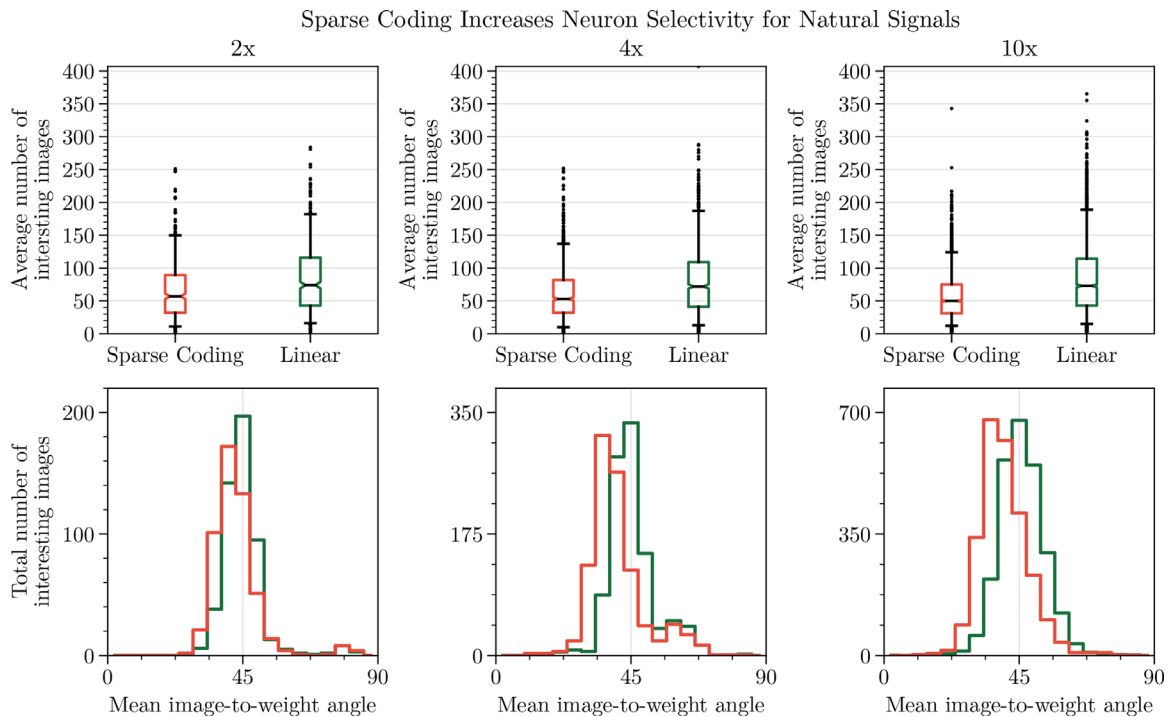 Sparse Coding Increases Neuron Selectivity for Natural Signals
2x
4x
10x
Average number of
intersting images
400
350
300
250
200
150
100
50
0
Sparse Coding
Linear
Average number of
intersting images
400
350
300
250
200
150
100
50
0
Sparse Coding
Linear
Average number of
intersting images
400
350
300
250
200
150
100
50
0
Sparse Coding
Linear
Total number of
interesting images
200
100
0
0
45
90
Mean image-to-weight angle
350
175
0
0
45
90
Mean image-to-weight angle
700
350
0
0
45
90
Mean image-to-weight angle